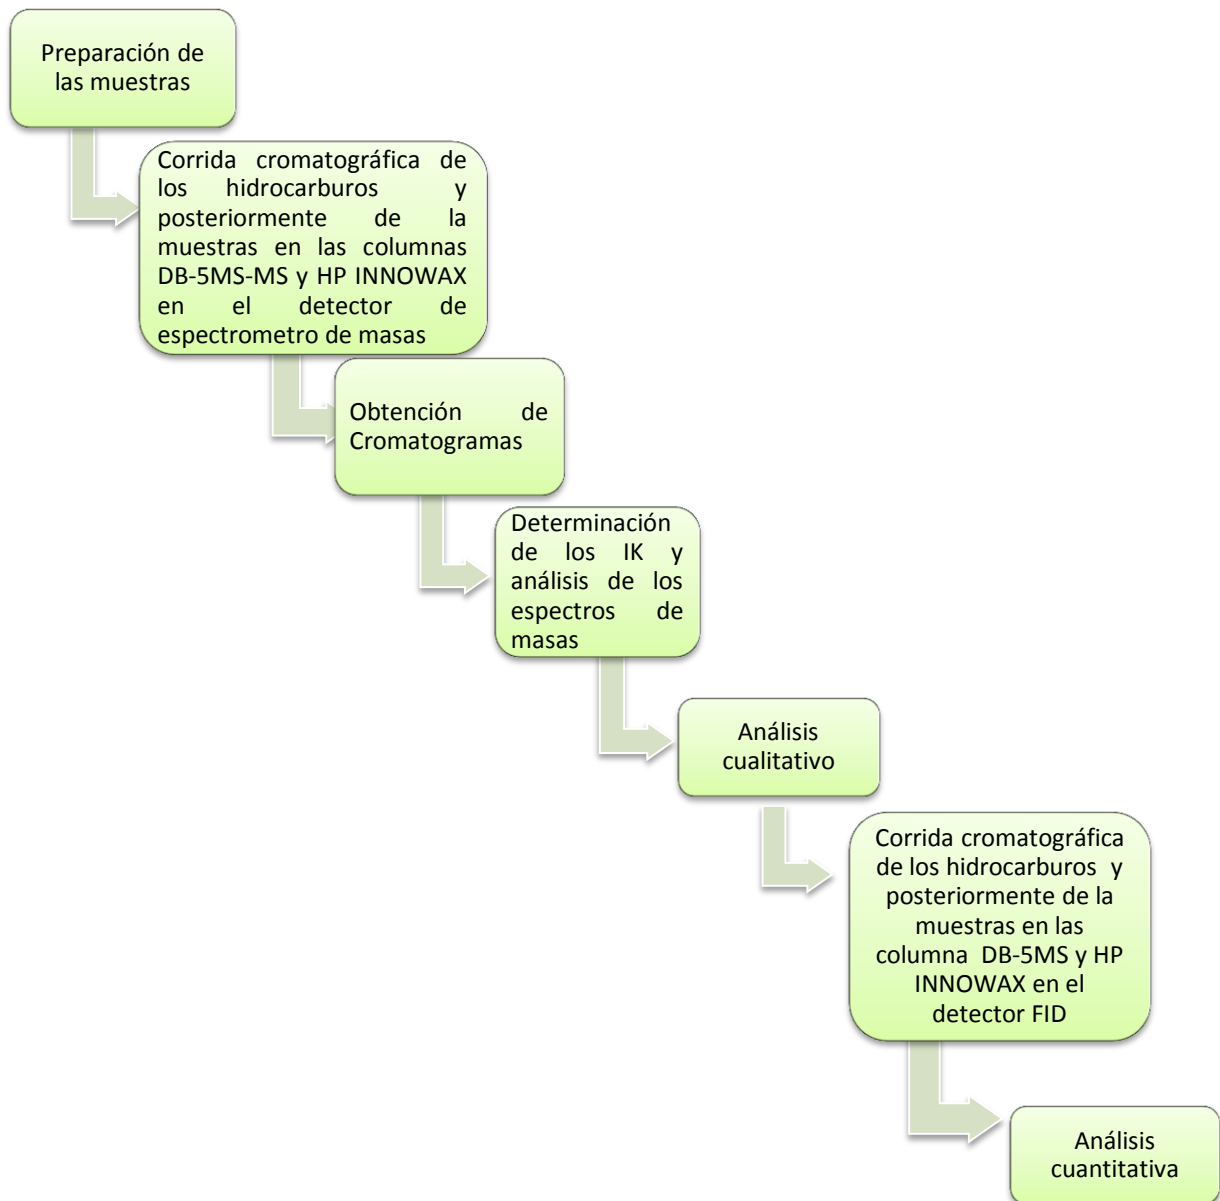 Preparación de
las muestras
Corrida cromatográfica de
los hidrocarburos y
posteriormente de la
muestras en las columnas
DB-5MS-MS y HP INNOWAX
en el detector de
espectrometro de masas
Obtención de
Cromatogramas
Determinación
de los IK y
análisis de los
espectros de
masas
Análisis
cualitativo
Corrida cromatográfica
de los hidrocarburos y
posteriormente de la
muestras en las
columna DB-5MS y HP
INNOWAX en el
detector FID
Análisis
cuantitativa